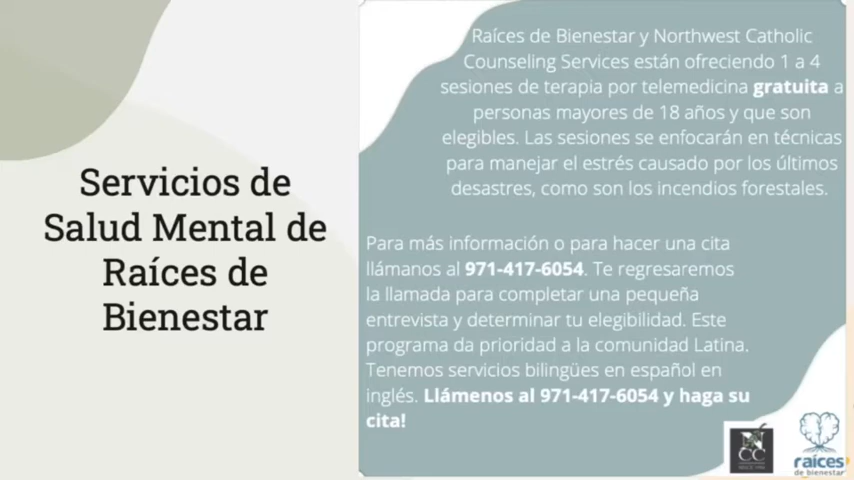 Servicios de
Salud Mental de
Raíces de
Bienestar
Raíces de Bienestar y Northwest Catholic
Counseling Services están ofreciendo 1 a 4
sesiones de terapia por telemedicina gratuita a
personas mayores de 18 años y que son
elegibles. Las sesiones se enfocarán en técnicas
para manejar el estrés causado por los últimos
desastres, como son los incendios forestales.
Para más información o para hacer una cita
llámanos al 971-417-6054. Te regresaremos
la llamada para completar una pequeña
entrevista y determinar tu elegibilidad. Este
programa da prioridad a la comunidad Latina.
Tenemos servicios bilingües en español en
inglés. Llámenos al 971-417-6054 y haga su
cita!
CC
raíces
de bienestar